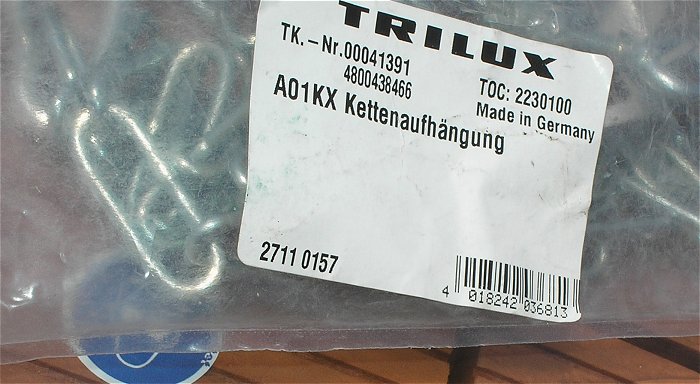 TRILUX
TK.-Nr.00041391
4800438466
TOC: 2230100
Made in Germany
A01KX Kettenaufhängung
2711 0157
4 018242 036813